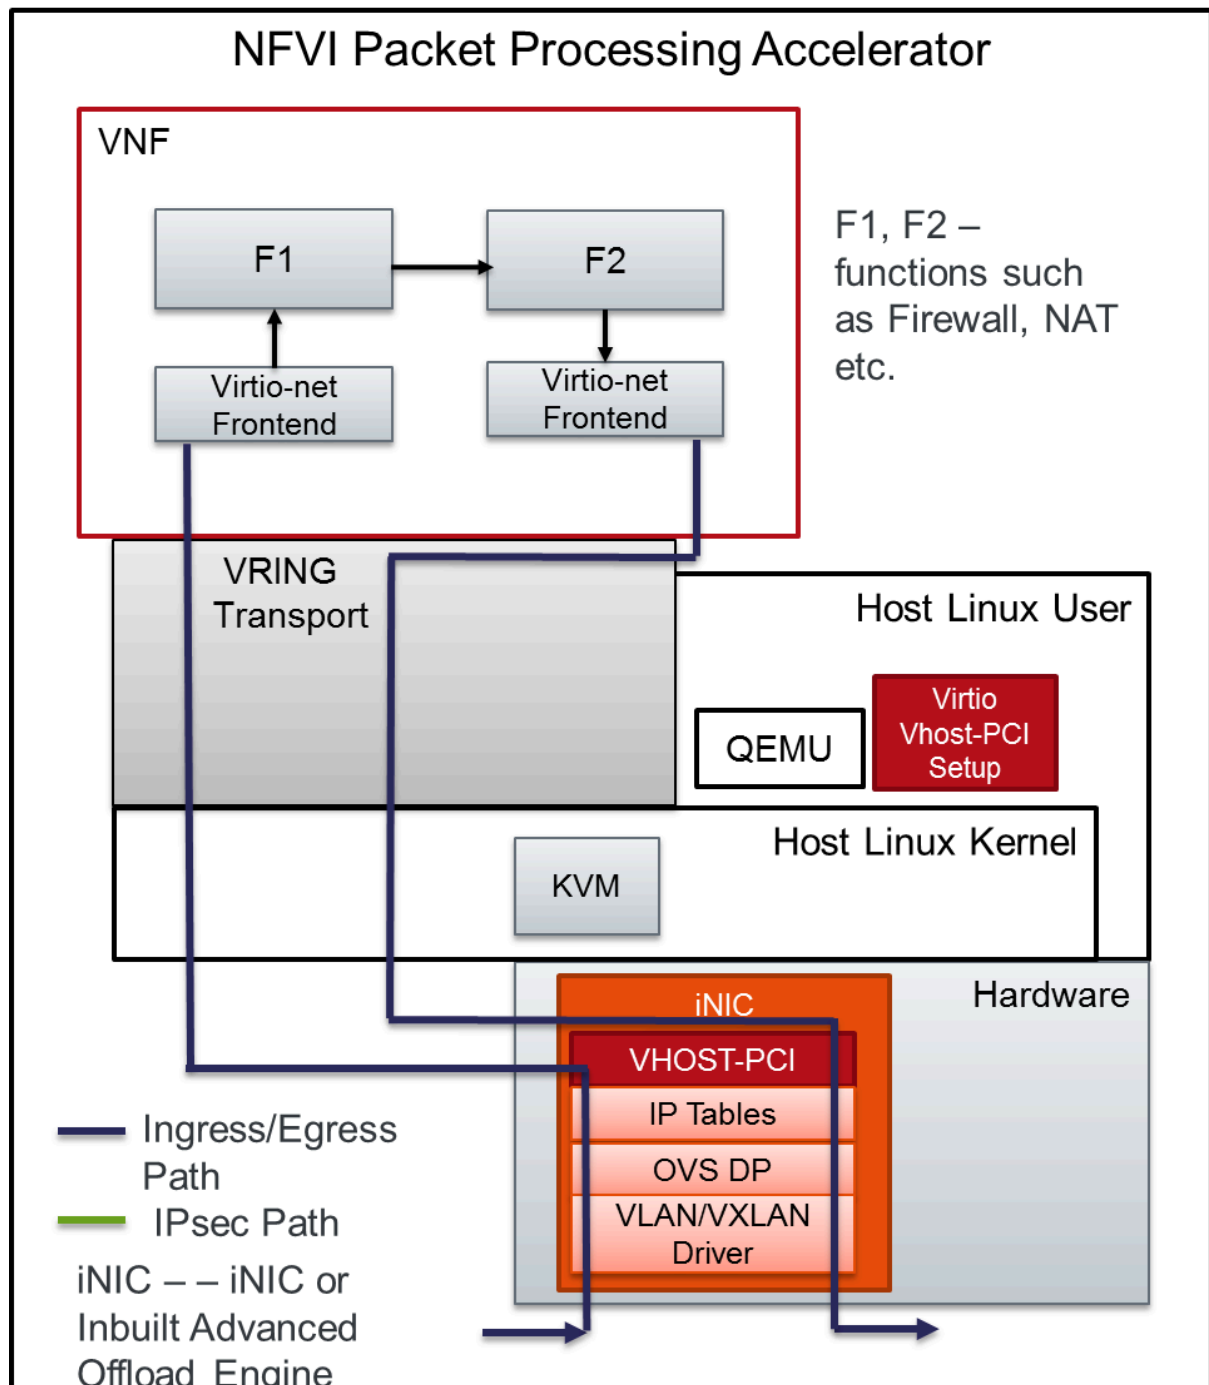 NFVI Packet Processing Accelerator
VNF
F1
F2
F1, F2 –
functions such
as Firewall, NAT
etc.
Virtio-net
Frontend
Virtio-net
Frontend
VRING
Transport
Host Linux User
QEMU
Virtio
Vhost-PCI
Setup
Host Linux Kernel
KVM
Hardware
iNIC
VHOST-PCI
IP Tables
OVS DP
VLAN/VXLAN
Driver
Ingress/Egress
Path
IPsec Path
iNIC – – iNIC or
Inbuilt Advanced
Offload Engine